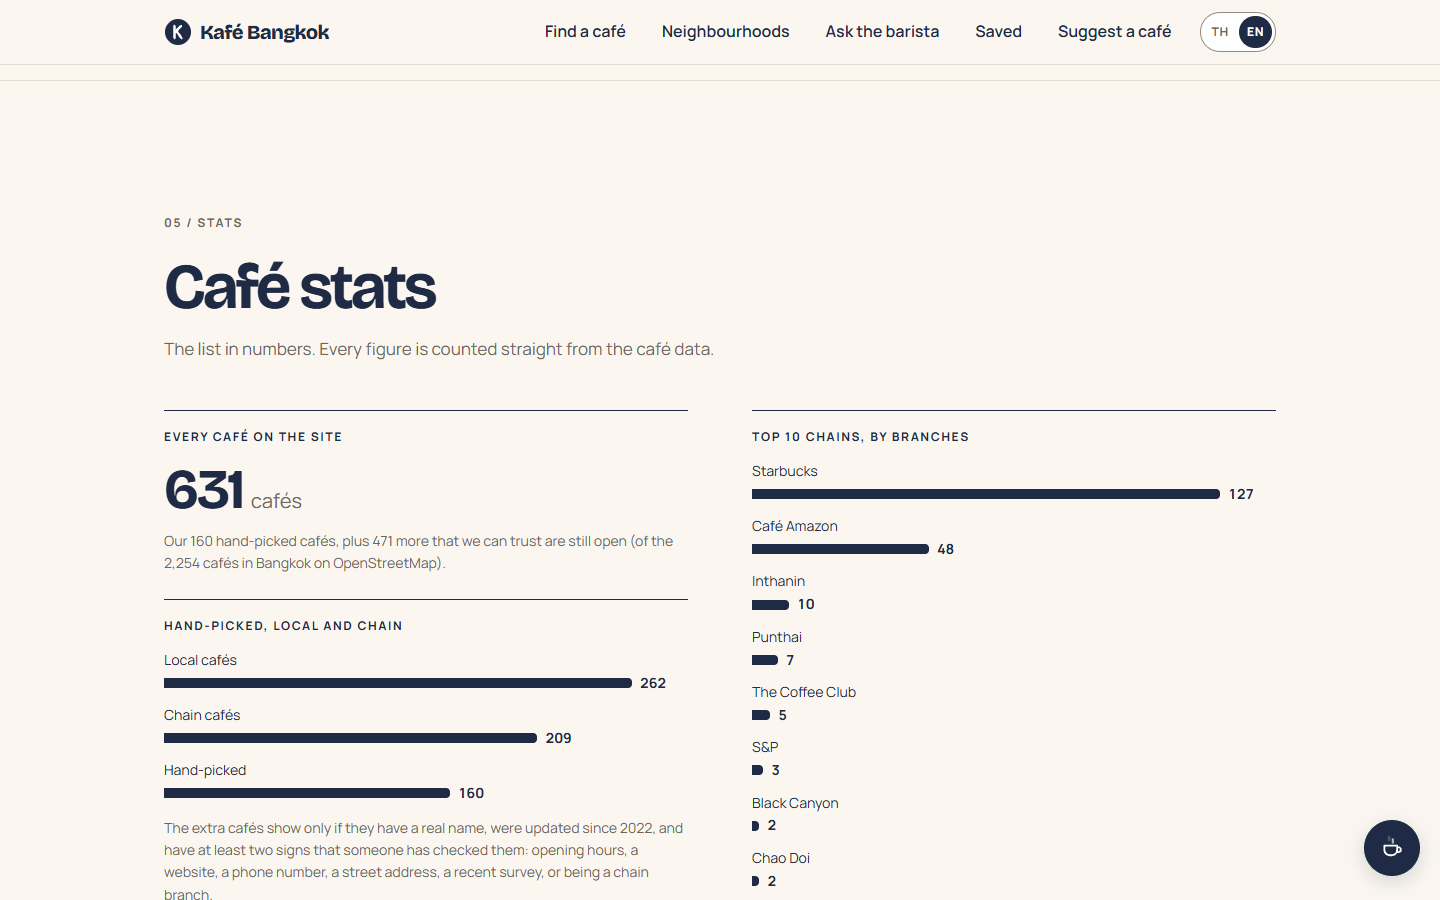 K Kafé Bangkok
Find a café
Neighbourhoods
Ask the barista
Saved
Suggest a café
TH EN
05 / STATS
Café stats
The list in numbers. Every figure is counted straight from the café data.
EVERY CAFÉ ON THE SITE
631 cafés
Our 160 hand-picked cafés, plus 471 more that we can trust are still open (of the
2,254 cafés in Bangkok on OpenStreetMap).
HAND-PICKED, LOCAL AND CHAIN
Local cafés
262
Chain cafés
209
Hand-picked
160
The extra cafés show only if they have a real name, were updated since 2022, and
have at least two signs that someone has checked them: opening hours, a
website, a phone number, a street address, a recent survey, or being a chain
branch.
TOP 10 CHAINS, BY BRANCHES
Starbucks
127
Café Amazon
48
Inthanin
10
Punthai
7
The Coffee Club
5
S&P
3
Black Canyon
2
Chao Doi
2